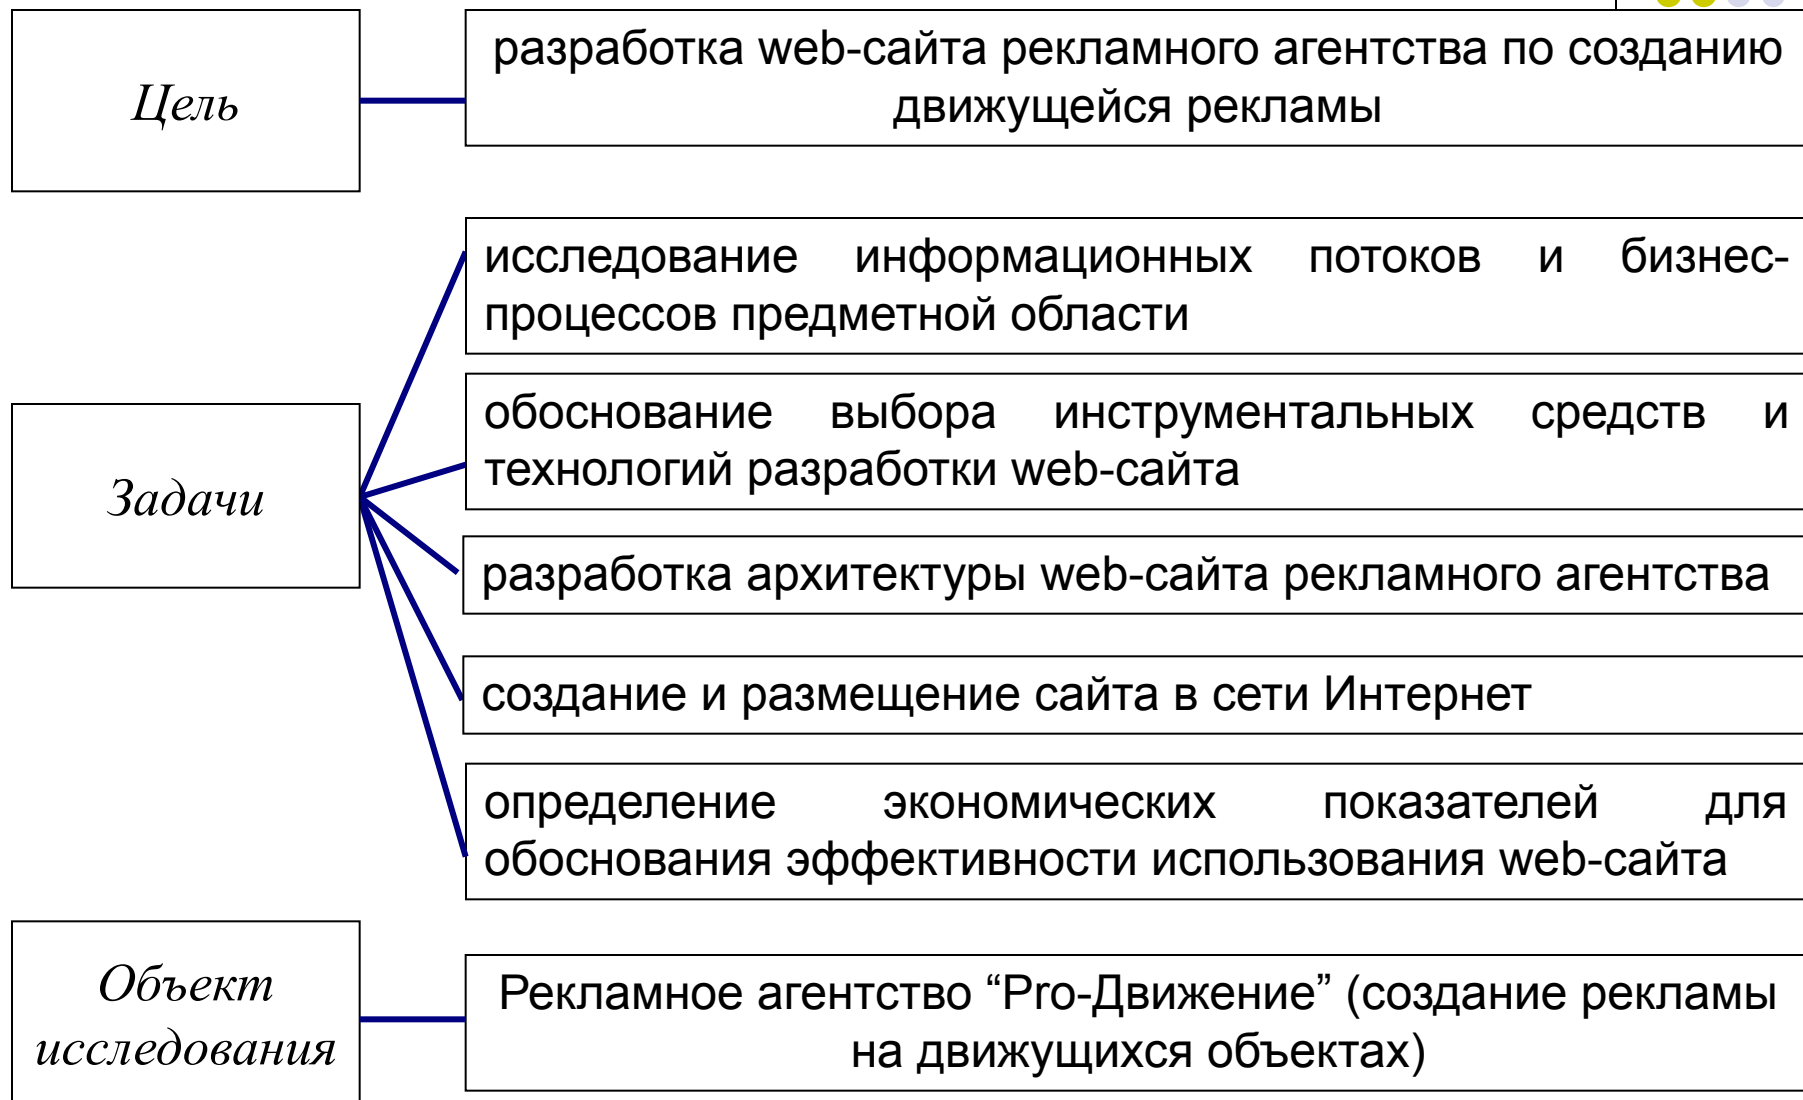 Цель
разработка web-сайта рекламного агентства по созданию
движущейся рекламы
Задачи
исследование информационных потоков и бизнес-
процессов предметной области
обоснование выбора инструментальных средств и
технологий разработки web-сайта
разработка архитектуры web-сайта рекламного агентства
создание и размещение сайта в сети Интернет
определение экономических показателей для
обоснования эффективности использования web-сайта
Объект
исследования
Рекламное агентство “Pro-Движение” (создание рекламы
на движущихся объектах)